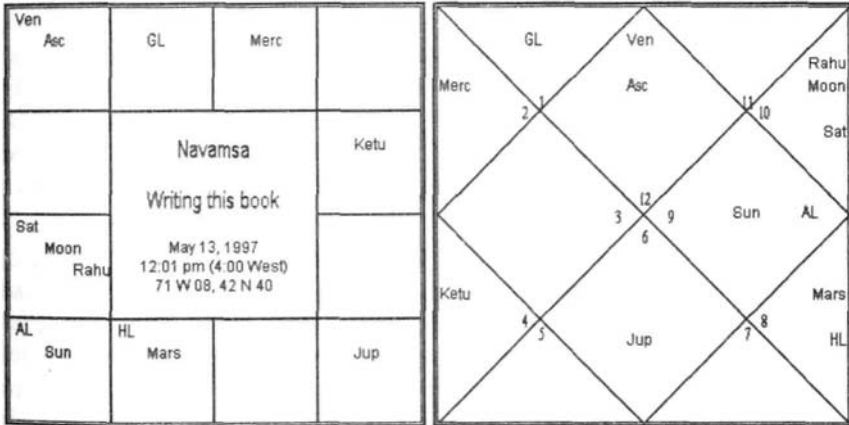 Ven
Asc
GL
Merc
Ketu
Navamsa
Writing this book
May 13, 1997
12:01 pm (4:00 West)
71 W 08, 42 N 40
Sat
Moon
Rahu
AL
Sun
HL
Mars
Jup
GL
Ven
Asc
Merc
Rahu
Moon
Sat
1
2
11
10
12
3
9
6
Sun
AL
Ketu
Mars
HL
4
5
8
7
Jup